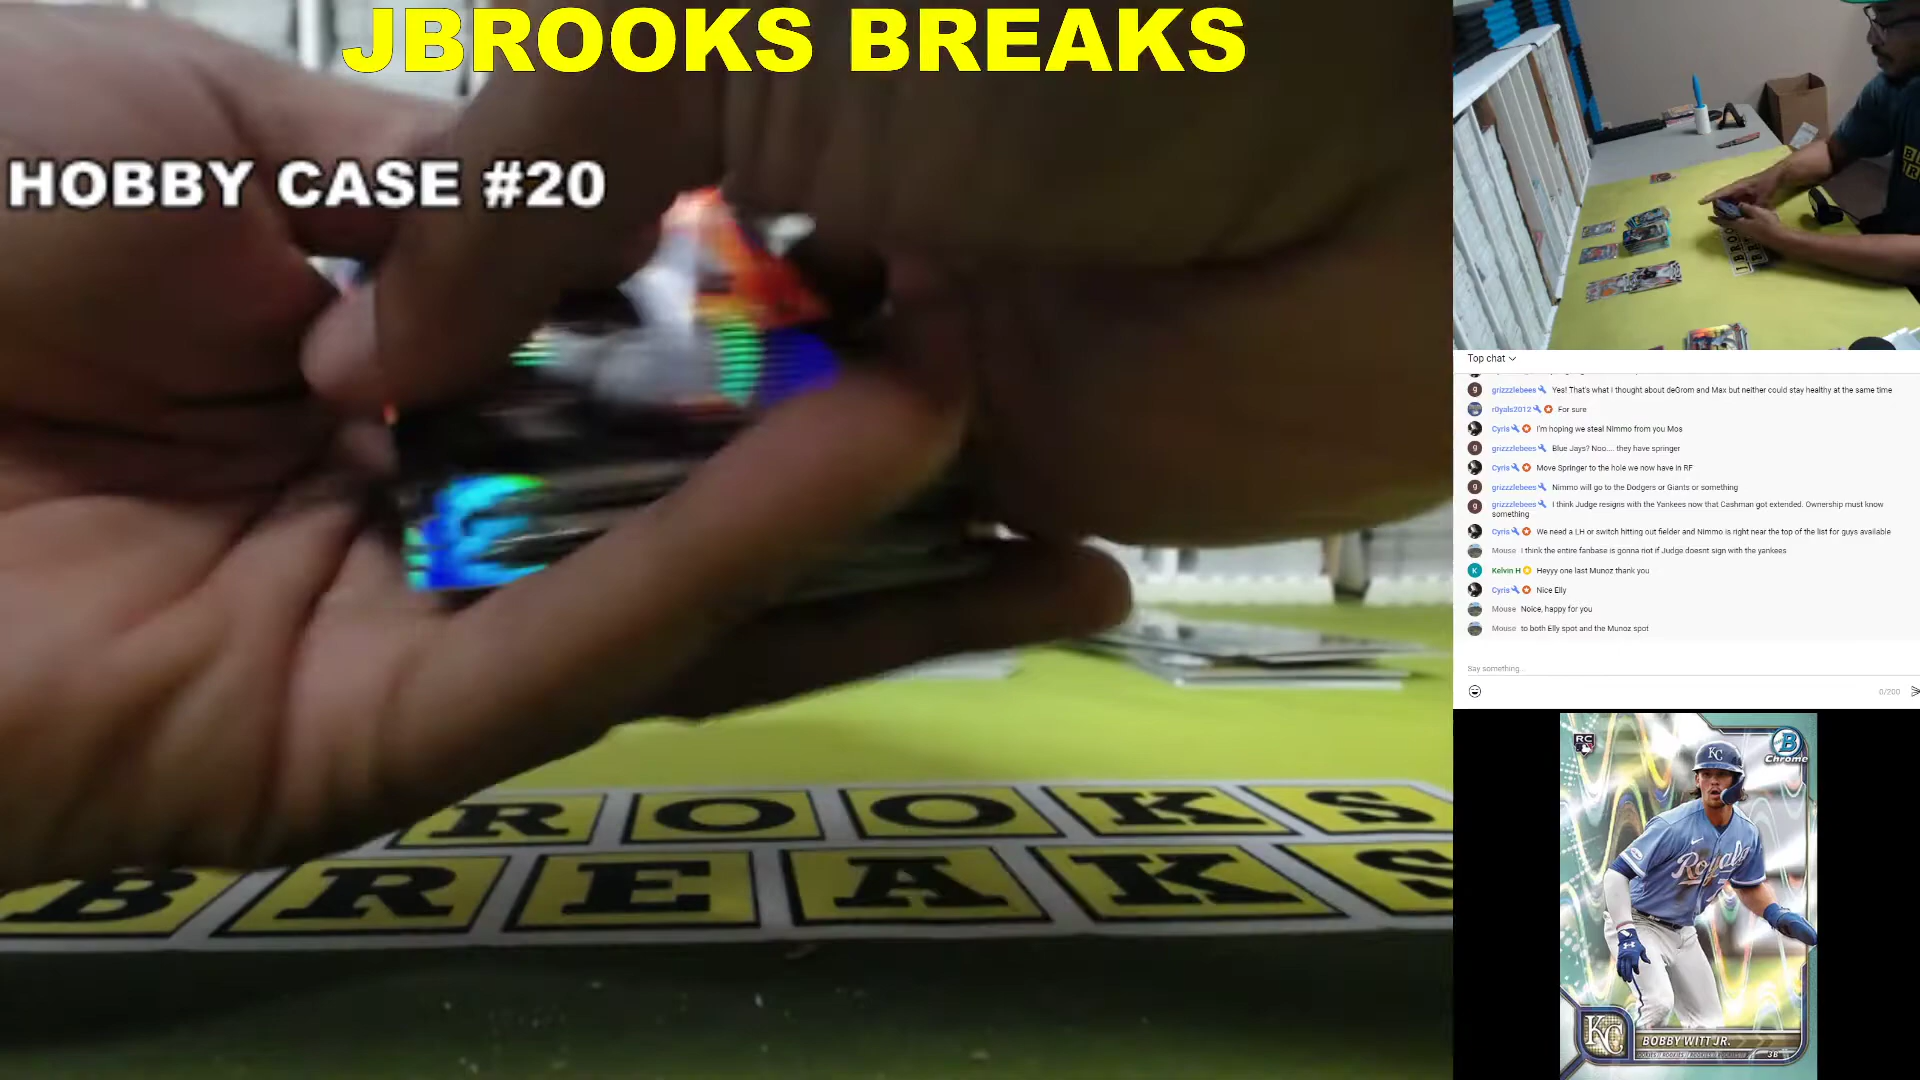 JBROOKS BREAKS
HOBBY CASE #20
ROOKS
BREAKS
Top chat
grizzzlebees Yes! That's what I thought about deGrom and Max but neither could stay healthy at the same time
r0yals2012 For sure
Cyris I'm hoping we steal Nimmo from you Mos
grizzzlebees Blue Jays? Noo.... they have springer
Cyris Move Springer to the hole we now have in RF
grizzzlebees Nimmo will go to the Dodgers or Giants or something
grizzzlebees I think Judge resigns with the Yankees now that Cashman got extended. Ownership must know
something
Cyris We need a LH or switch hitting out fielder and Nimmo is right near the top of the list for guys available
Mouse I think the entire fanbase is gonna riot if Judge doesnt sign with the yankees
K Kelvin H Heyyy one last Munoz thank you
Cyris Nice Elly
Mouse Noice, happy for you
Mouse to both Elly spot and the Munoz spot
Say something...
0/200
RC
B
Chrome
KC
Royals
KC
BOBBY WITT JR.
3B